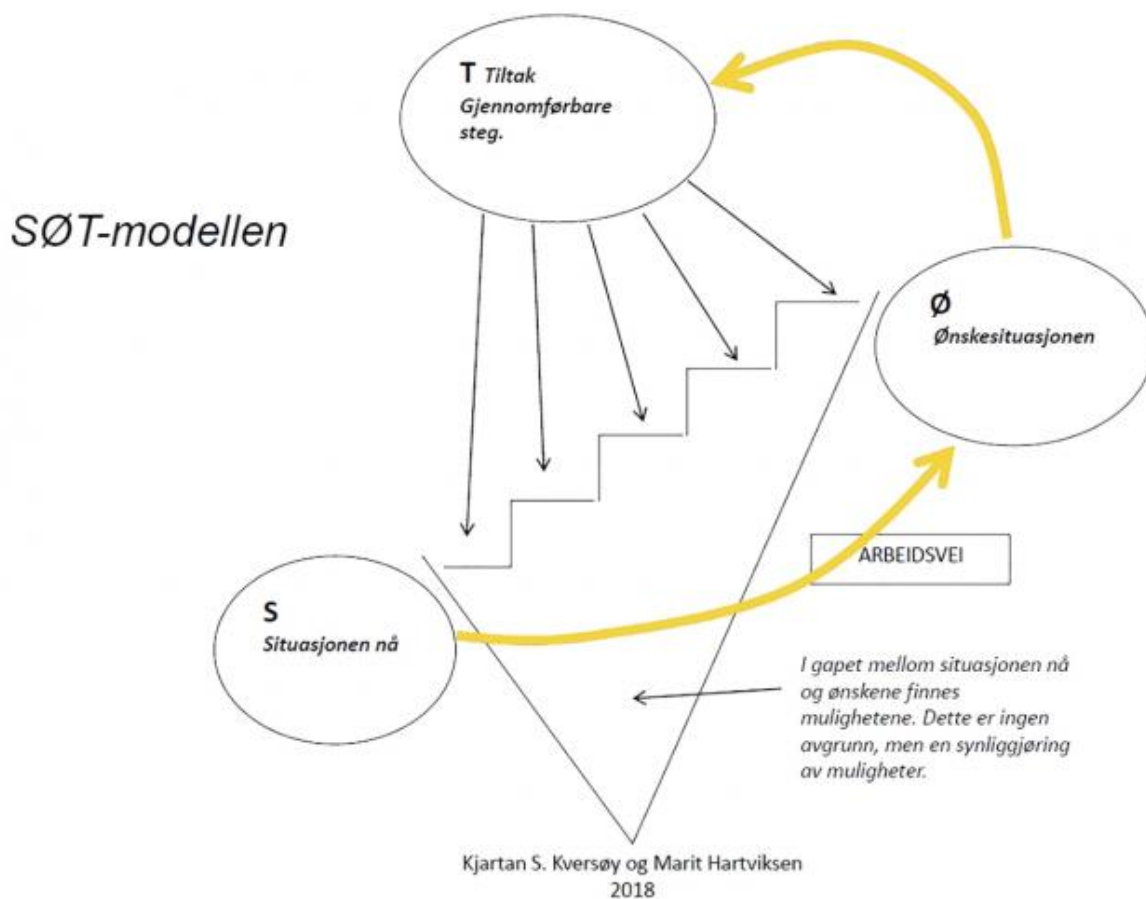 T Tiltak
Gjennomførbare
steg.
SØT-modellen
Ø
Ønskesituasjonen
ARBEIDSVEI
S
Situasjonen nå
I gapet mellom situasjonen nå
og ønskene finnes
mulighetene. Dette er ingen
avgrunn, men en synliggjøring
av muligheter.
Kjartan S. Kversøy og Marit Hartviksen
2018